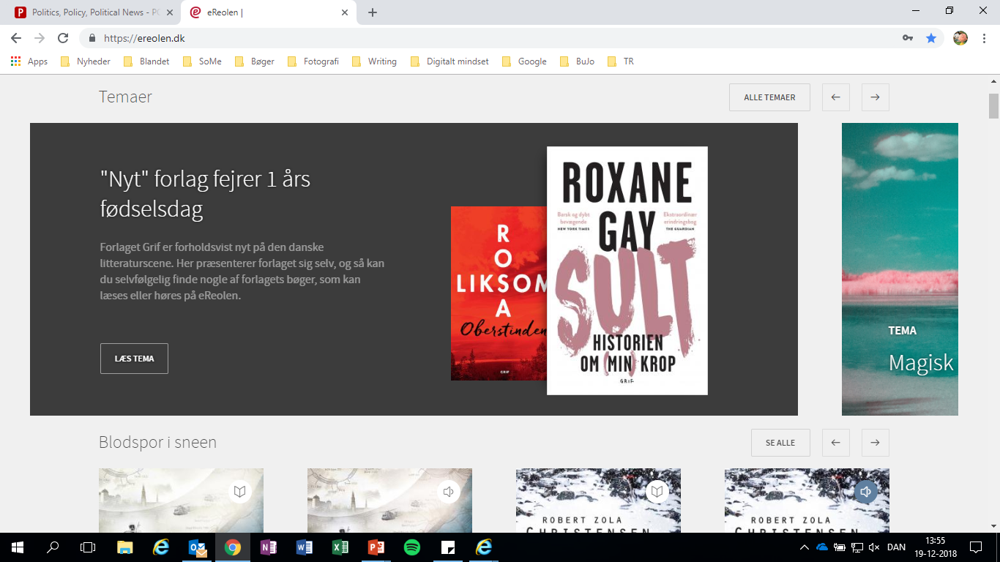 Politics, Policy, Political News - PO
eReolen |
https://ereolen.dk
Apps
Nyheder
Blandet
SoMe
Bøger
Fotografi
Writing
Digitalt mindset
Google
BuJo
TR
Temaer
ALLE TEMAER
"Nyt" forlag fejrer 1 års
fødselsdag
Forlaget Grif er forholdsvist nyt på den danske
litteraturscene. Her præsenterer forlaget sig selv, og så kan
du selvfølgelig finde nogle af forlagets bøger, som kan
læses eller høres på eReolen.
LÆS TEMA
ROSA
LIKSOM
Oberstinden
GRIF
ROXANE
GAY
Barsk og dybt
bevægende
NEW YORK TIMES
Ekstraordinær
erindringsbog
THE GUARDIAN
SULT
HISTORIEN
OM (MIN) KROP
GRIF
TEMA
Magisk
Blodspor i sneen
SE ALLE
ROBERT ZOLA
CHRISTENSEN
ROBERT ZOLA
CHRISTENSEN
DAN
13:55
19-12-2018